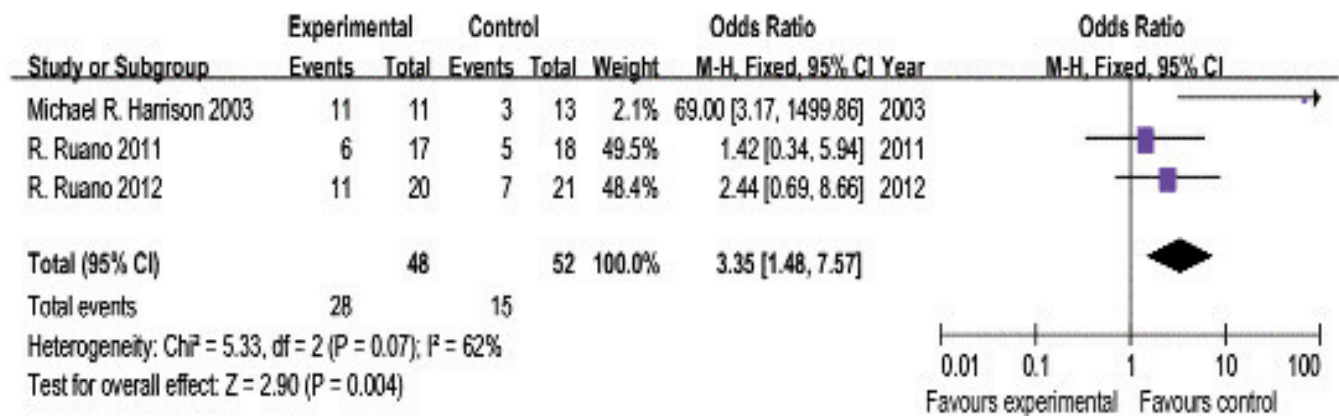 Experimental Control Odds Ratio Odds Ratio
Study or Subgroup Events Total Events Total Weight M-H, Fixed, 95% CI Year M-H, Fixed, 95% CI
Michael R. Harrison 2003 11 11 3 13 2.1% 69.00 [3.17, 1499.86] 2003
R. Ruano 2011 6 17 5 18 49.5% 1.42 [0.34, 5.94] 2011
R. Ruano 2012 11 20 7 21 48.4% 2.44 [0.69, 8.66] 2012
Total (95% CI) 48 52 100.0% 3.35 [1.48, 7.57]
Total events 28 15
Heterogeneity: Chi² = 5.33, df = 2 (P = 0.07); I² = 62%
Test for overall effect: Z = 2.90 (P = 0.004)
0.01 0.1 1 10 100
Favours experimental Favours control